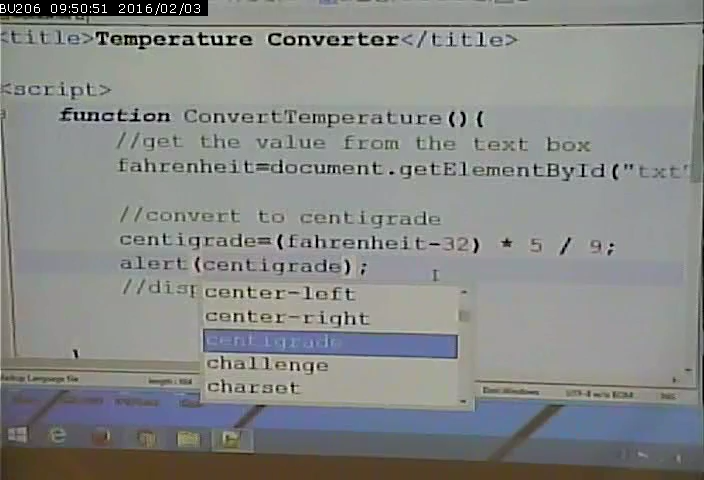 BU206 09:50:51 2016/02/03
<title>Temperature Converter</title>
<script>
function ConvertTemperature(){
//get the value from the text box
fahrenheit=document.getElementById("txt"
//convert to centigrade
centigrade=(fahrenheit-32) * 5 / 9;
alert(centigrade);
//disp
center-left
center-right
centigrade
challenge
charset
}